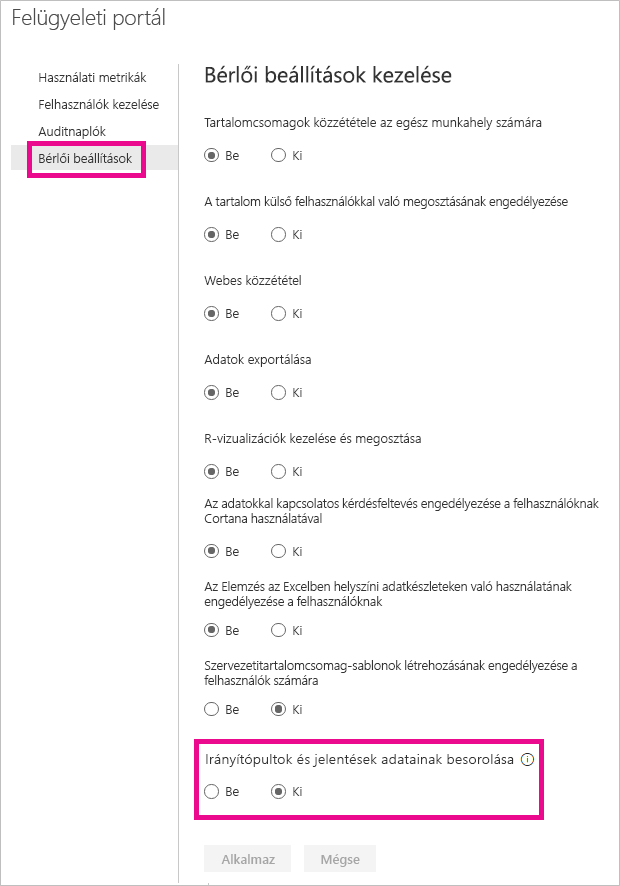 Felügyeleti portál
Használati metrikák
Felhasználók kezelése
Auditnaplók
Bérlői beállítások
Bérlői beállítások kezelése
Tartalomcsomagok közzététele az egész munkahely számára
Be Ki
A tartalom külső felhasználókkal való megosztásának engedélyezése
Be Ki
Webes közzététel
Be Ki
Adatok exportálása
Be Ki
R-vizualizációk kezelése és megosztása
Be Ki
Az adatokkal kapcsolatos kérdésfeltevés engedélyezése a felhasználóknak
Cortana használatával
Be Ki
Az Elemzés az Excelben helyszíni adatkészleteken való használatának
engedélyezése a felhasználóknak
Be Ki
Szervezetitartalomcsomag-sablonok létrehozásának engedélyezése a
felhasználók számára
Be Ki
Irányítópultok és jelentések adatainak besorolása
Be Ki
Alkalmaz Mégse